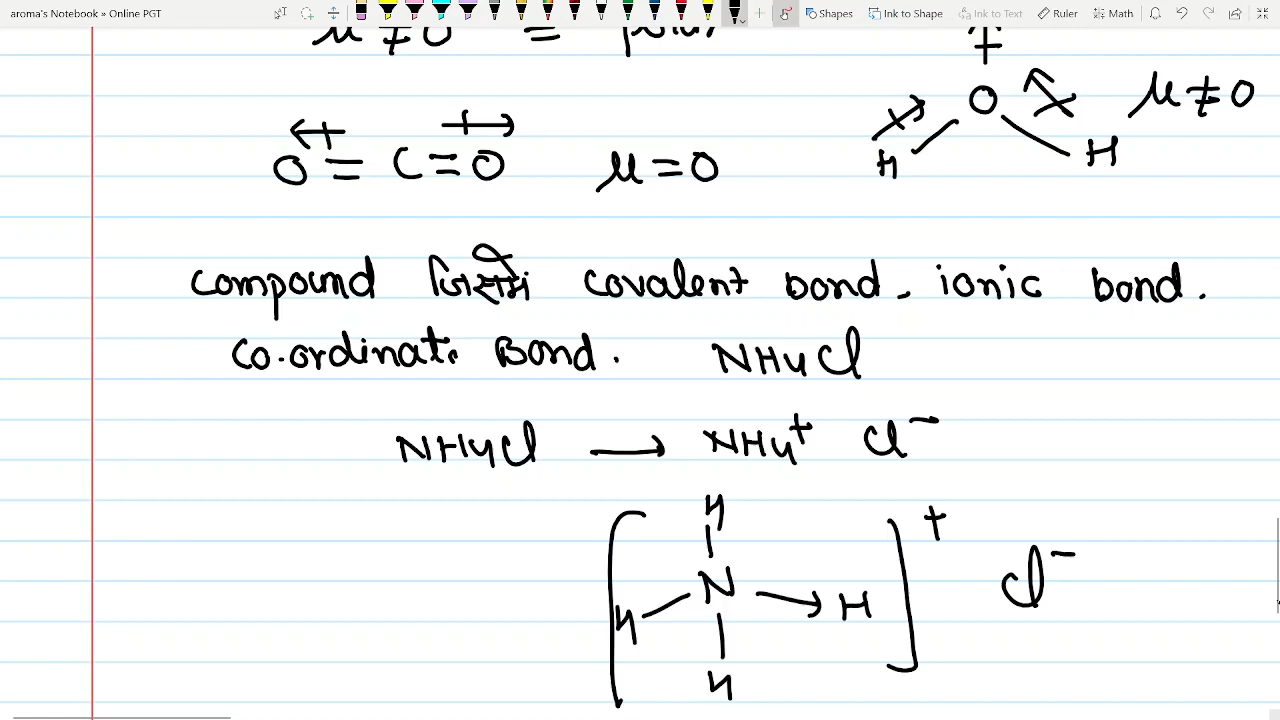 aroma's Notebook » Online PGT
Shapes Ink to Shape Ink to Text Ruler Math
μ ≠ 0 = polar
O = C = O μ = 0
O μ ≠ 0
H H
compound covalent bond, ionic bond.
co-ordinate Bond. NH4Cl
NH4Cl ⟶ NH4+ Cl-
H
[ H — N ⟶ H ]+ Cl-
H